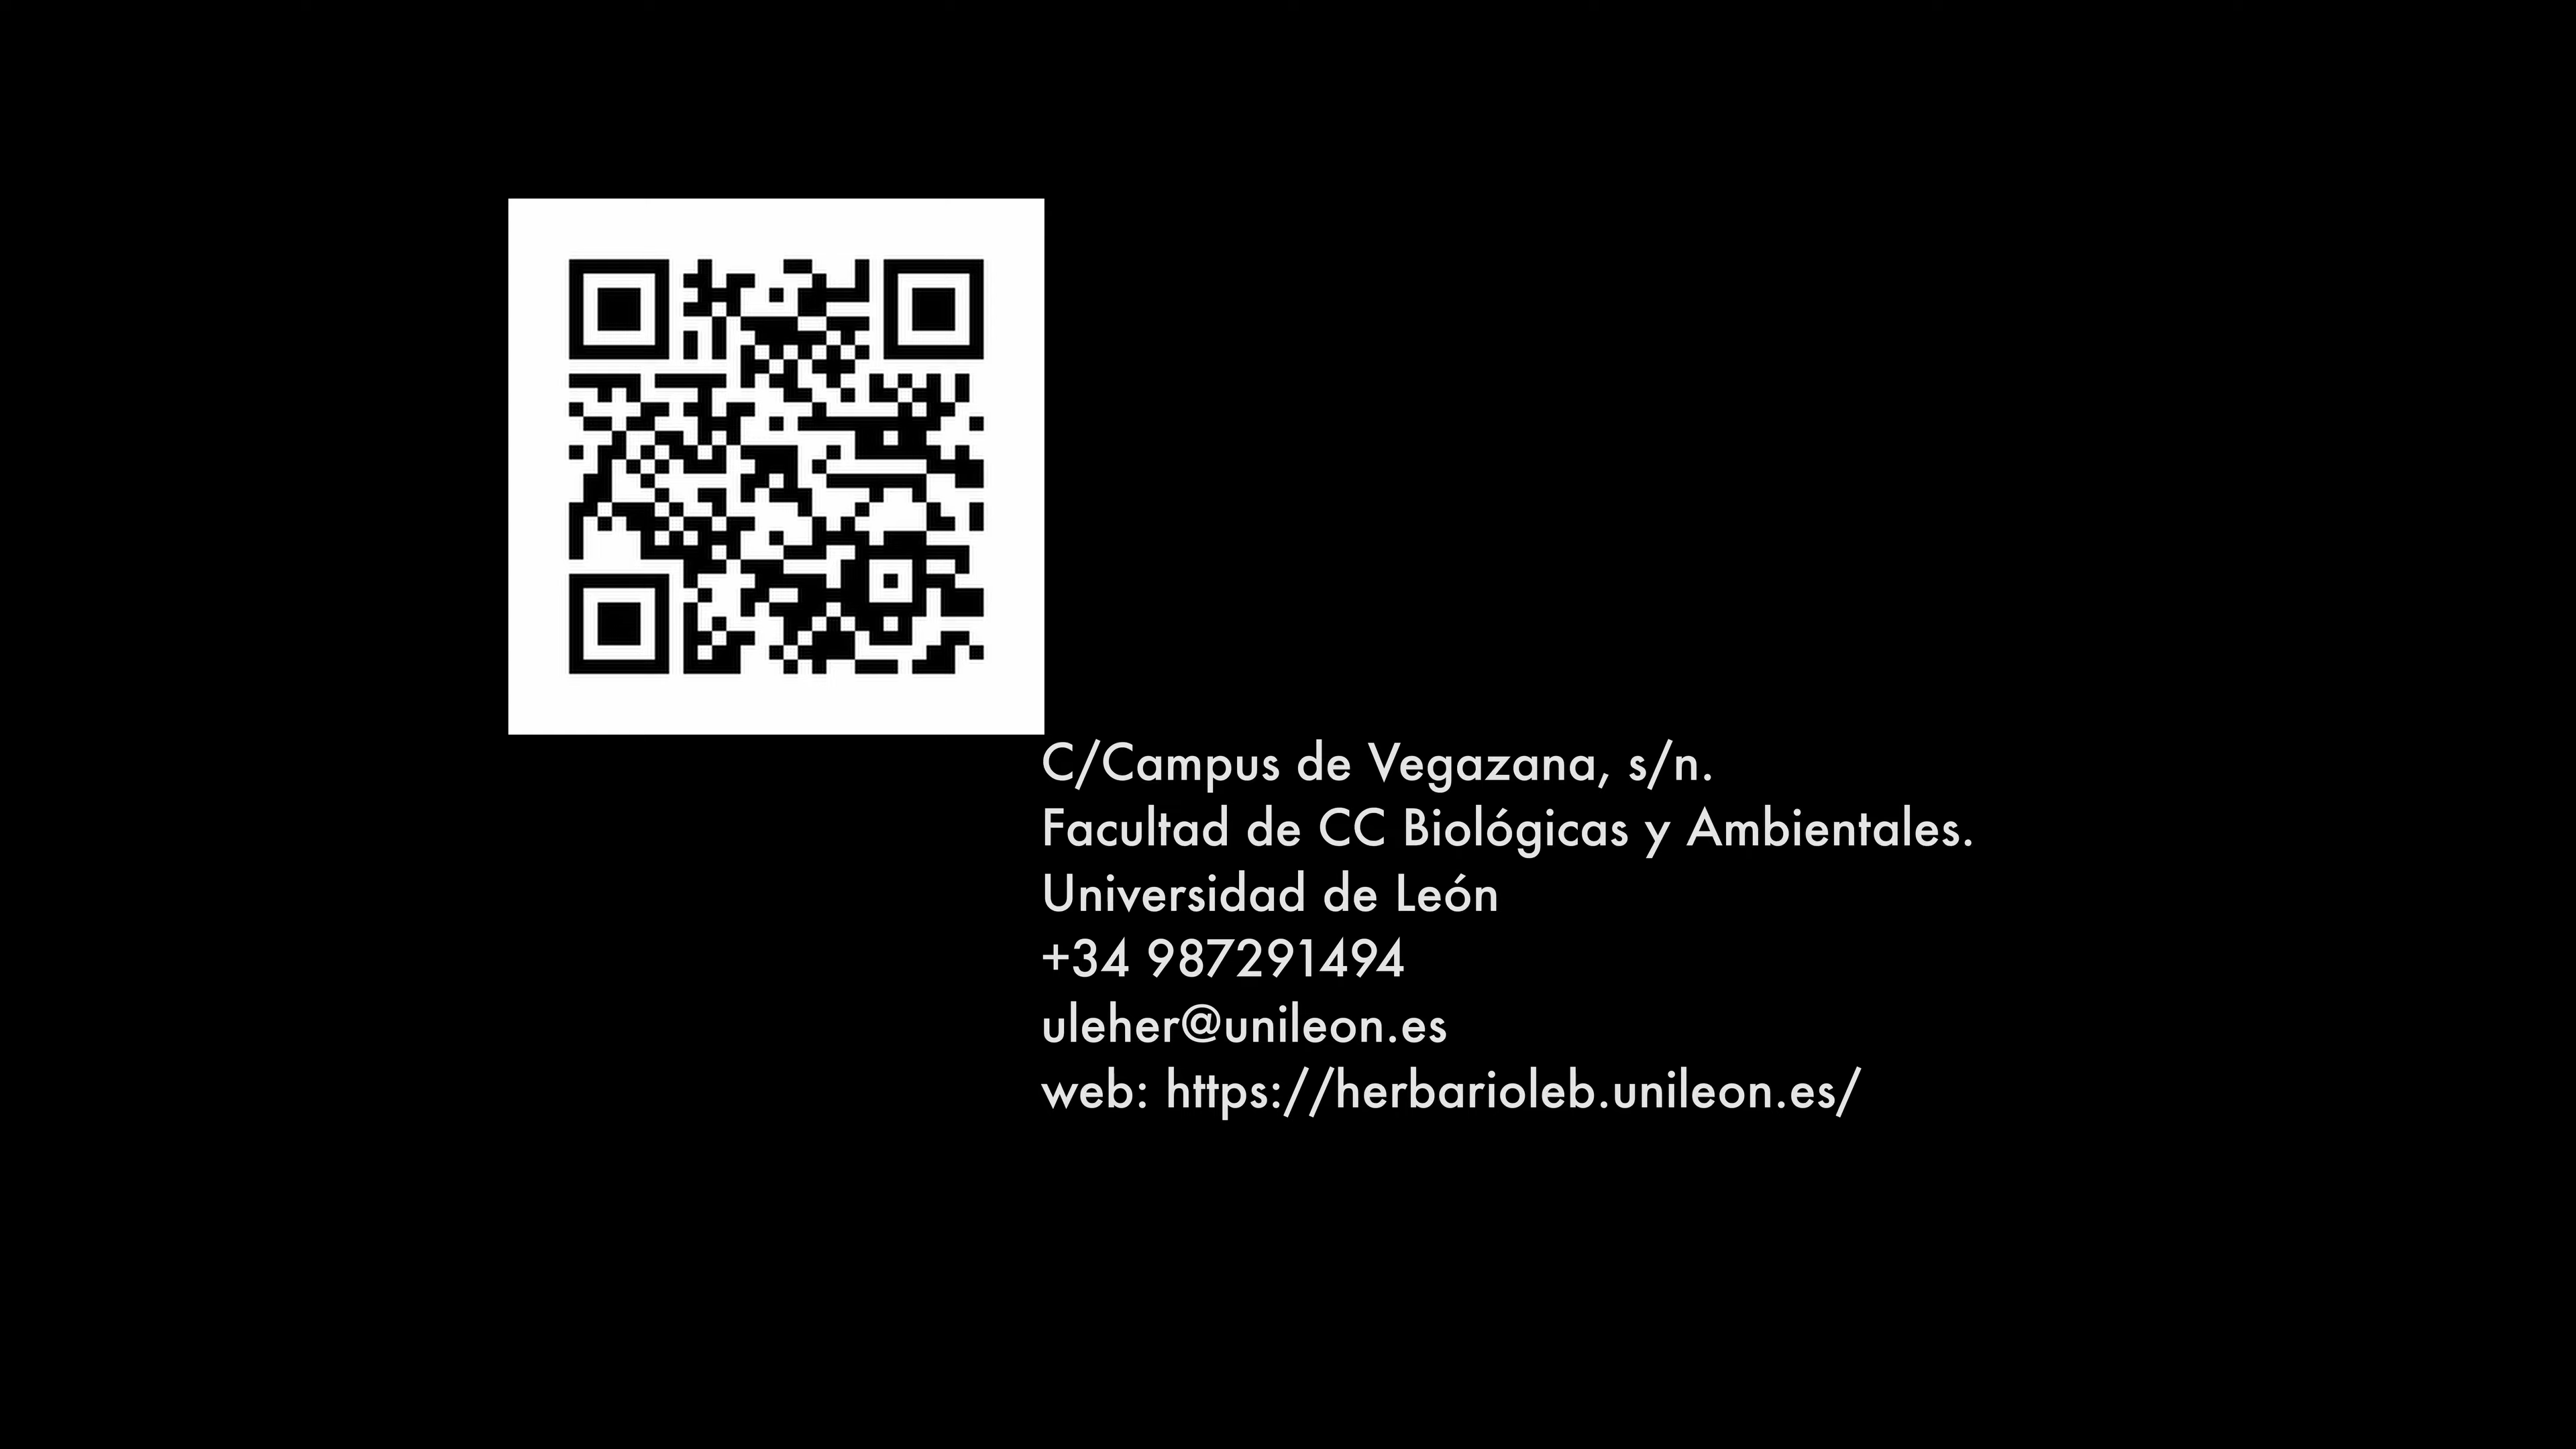 C/Campus de Vegazana, s/n.
Facultad de CC Biológicas y Ambientales.
Universidad de León
+34 987291494
uleher@unileon.es
web: https://herbarioleb.unileon.es/